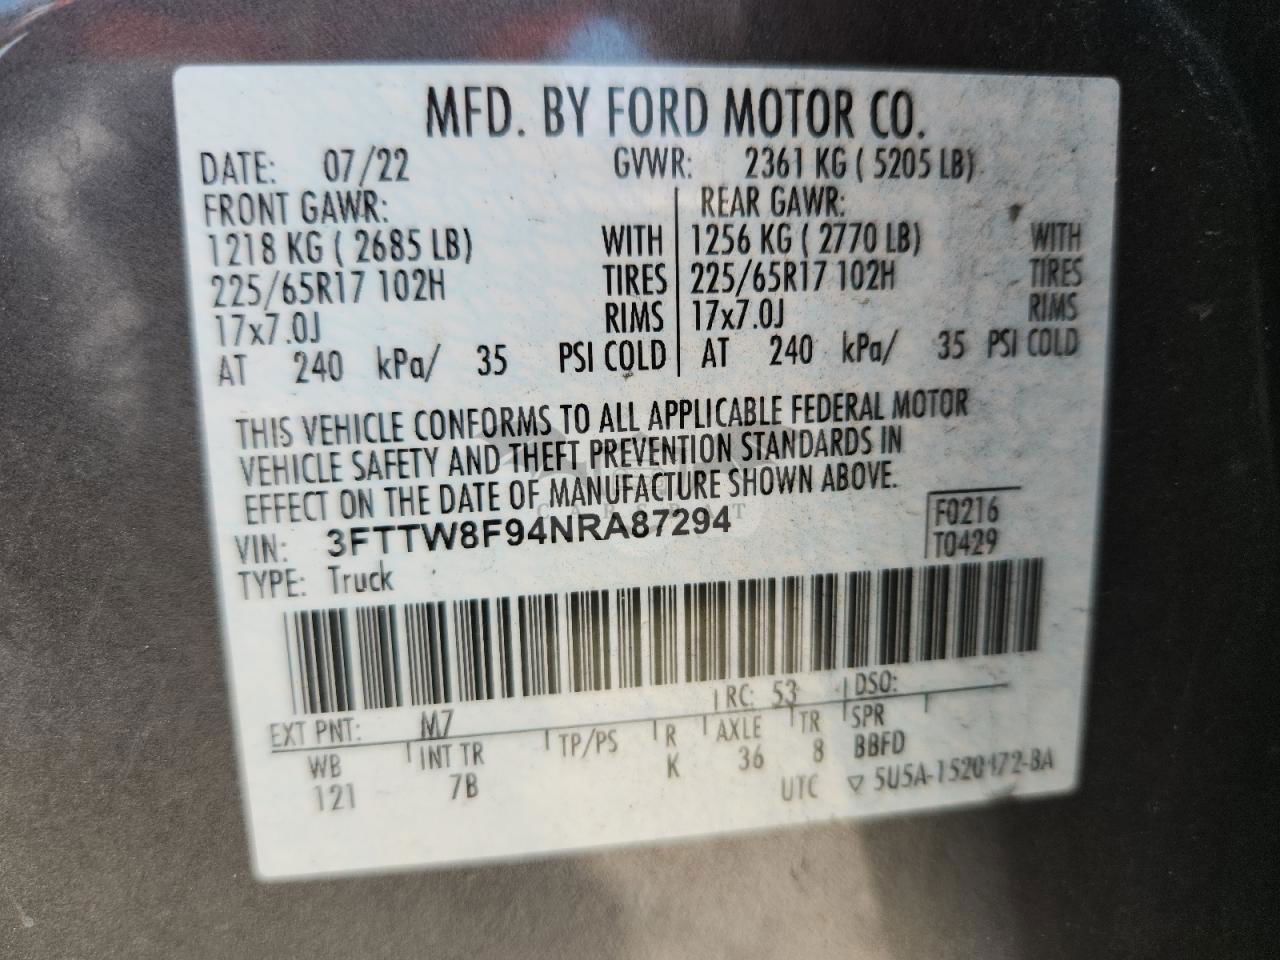 MFD. BY FORD MOTOR CO.
DATE: 07/22 GVWR: 2361 KG ( 5205 LB)
FRONT GAWR: REAR GAWR:
1218 KG ( 2685 LB) WITH 1256 KG ( 2770 LB) WITH
225/65R17 102H TIRES 225/65R17 102H TIRES
17x7.0J RIMS 17x7.0J RIMS
AT 240 kPa/ 35 PSI COLD AT 240 kPa/ 35 PSI COLD
THIS VEHICLE CONFORMS TO ALL APPLICABLE FEDERAL MOTOR
VEHICLE SAFETY AND THEFT PREVENTION STANDARDS IN
EFFECT ON THE DATE OF MANUFACTURE SHOWN ABOVE.
VIN: 3FTTW8F94NRA87294 F0216
TYPE: Truck T0429
EXT PNT: M7 RC: 53 DSO:
WB INT TR TP/PS R AXLE TR SPR
121 7B K 36 8 BBFD
UTC